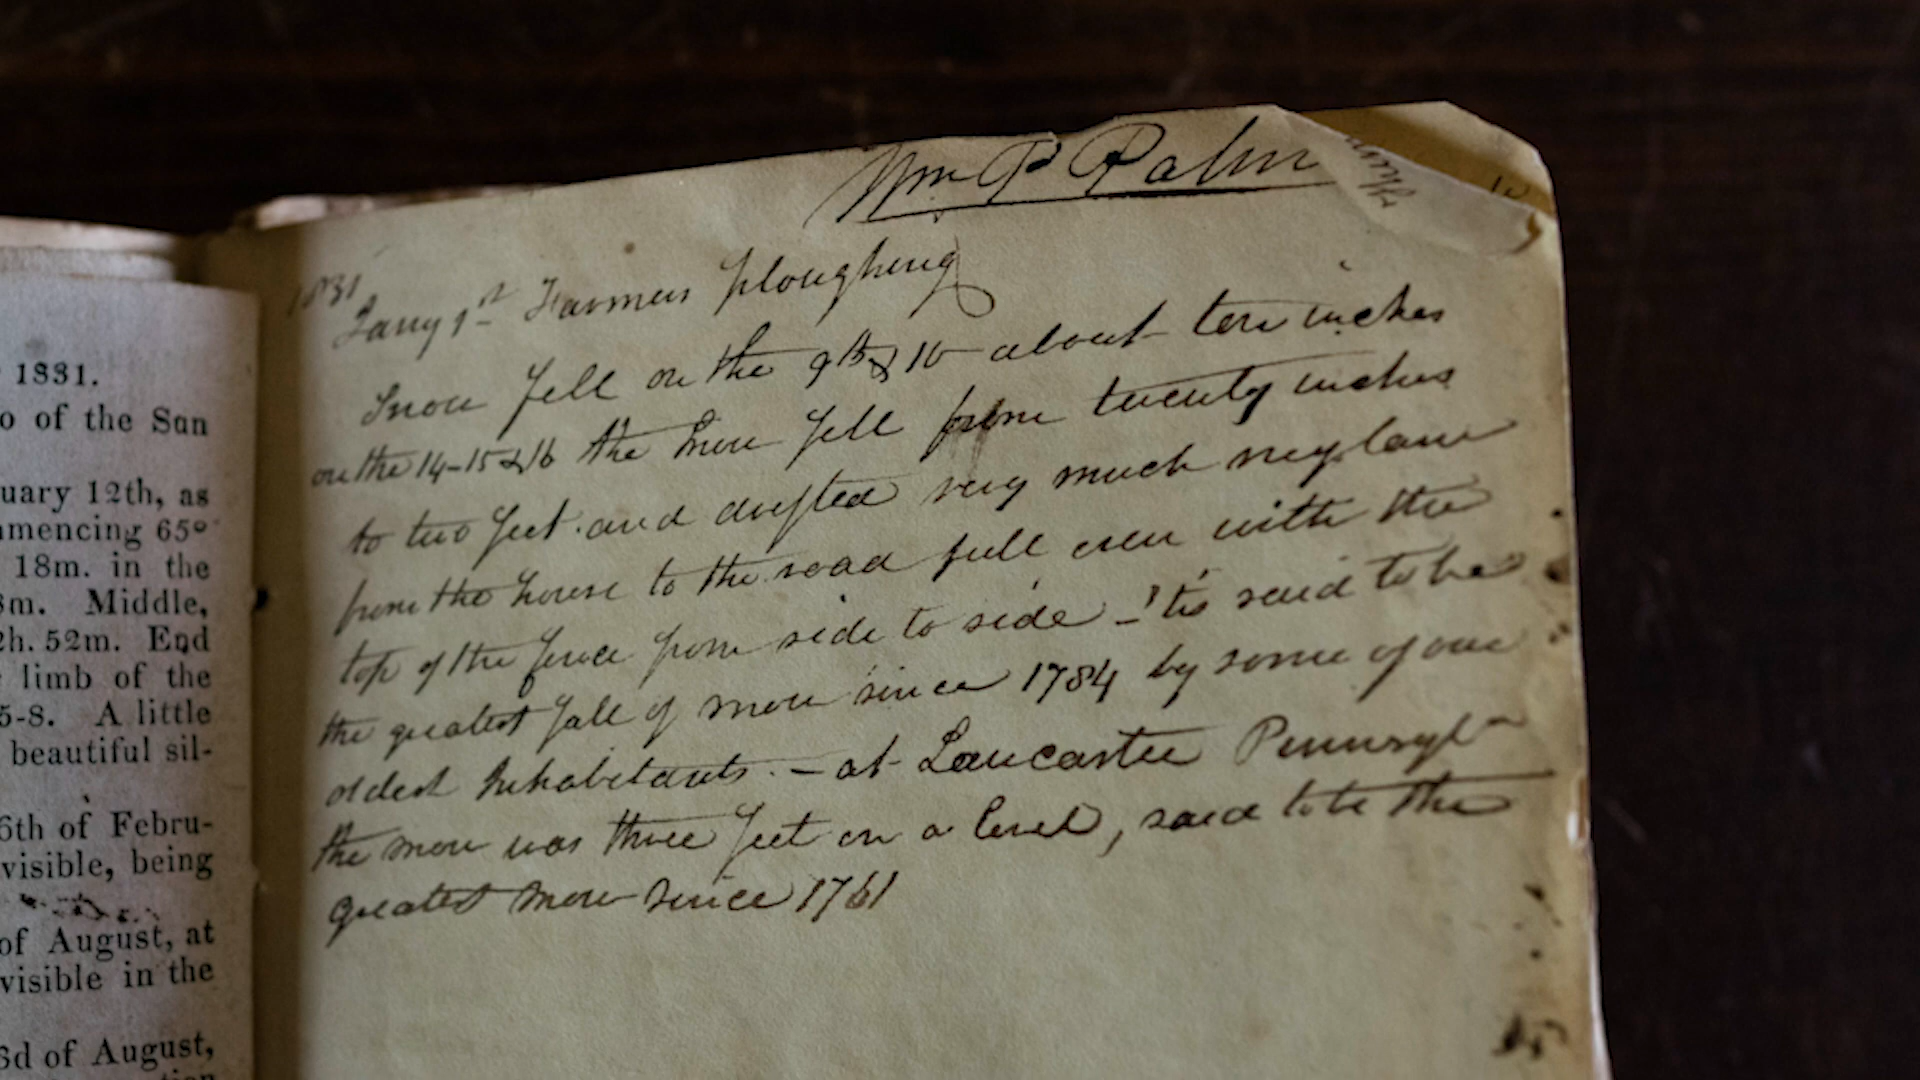 1831.
o of the Sun
uary 12th, as
mmencing 65°
18m. in the
8m. Middle,
2h. 52m. End
limb of the
5-8. A little
beautiful sil-
6th of Febru-
visible, being
of August, at
visible in the
3d of August,
Wm P Palm
1831
Jany 1st Farmers ploughing
Snow fell on the 9th & 10 about ten inches
on the 14-15 & 16 the snow fell from twenty inches
to two feet and drifted very much my lane
from the house to the road full even with the
top of the fence from side to side - 'tis said to be
the greatest fall of snow since 1784 by some of our
oldest Inhabitants. - at Lancaster Pennsylᵃ
the snow was three feet on a level, said to be the
greatest snow since 1761